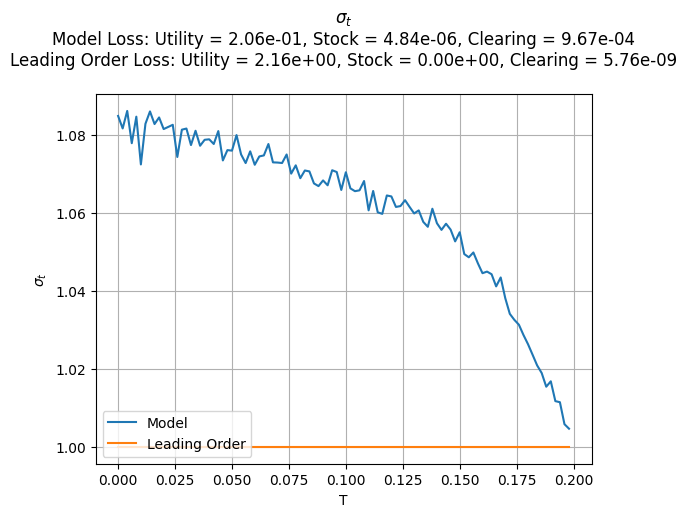 σₜ
Model Loss: Utility = 2.06e-01, Stock = 4.84e-06, Clearing = 9.67e-04
Leading Order Loss: Utility = 2.16e+00, Stock = 0.00e+00, Clearing = 5.76e-09
1.08
1.06
σₜ
1.04
1.02
1.00
Model
Leading Order
0.000 0.025 0.050 0.075 0.100 0.125 0.150 0.175 0.200
T